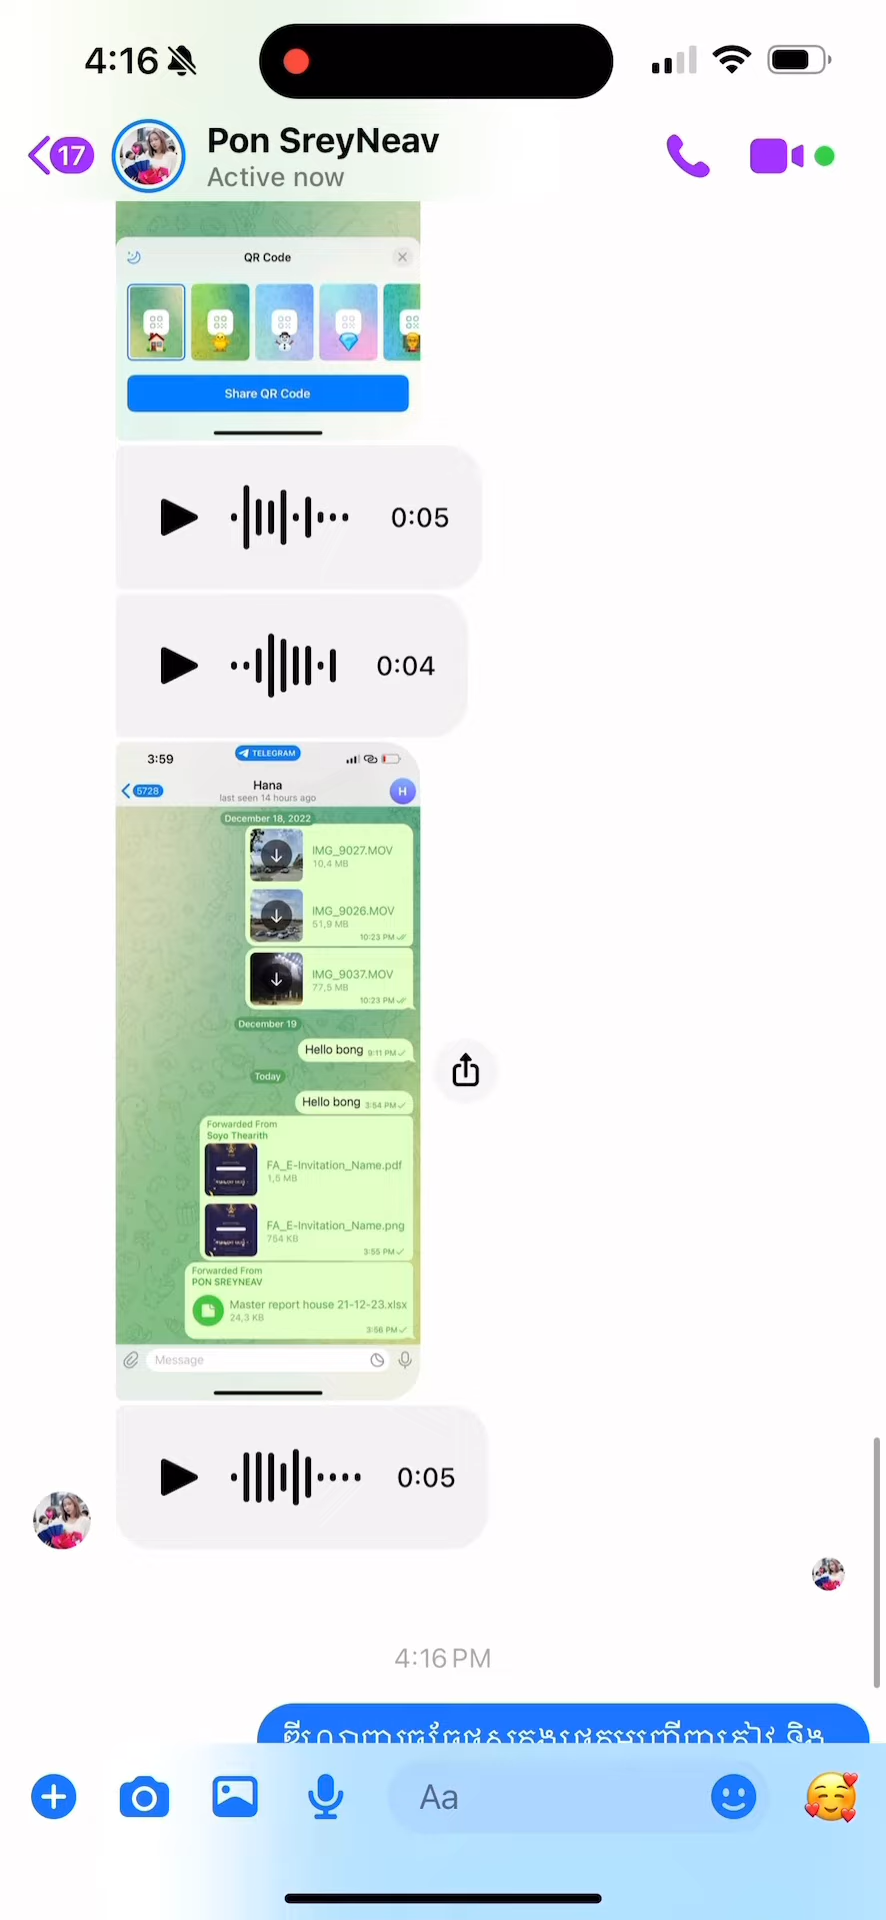 4:16
17
Pon SreyNeav
Active now
QR Code
Share QR Code
0:05
0:04
3:59
TELEGRAM
5728
Hana
last seen 14 hours ago
H
December 18, 2022
IMG_9027.MOV
10,4 MB
IMG_9026.MOV
51,9 MB
10:23 PM
IMG_9037.MOV
77,5 MB
10:23 PM
December 19
Hello bong 9:11 PM
Today
Hello bong 3:54 PM
Forwarded From
Soyo Thearith
FA_E-Invitation_Name.pdf
1,5 MB
FA_E-Invitation_Name.png
754 KB
3:55 PM
Forwarded From
PON SREYNEAV
Master report house 21-12-23.xlsx
24,3 KB
3:56 PM
Message
0:05
4:16 PM
និង
Aa